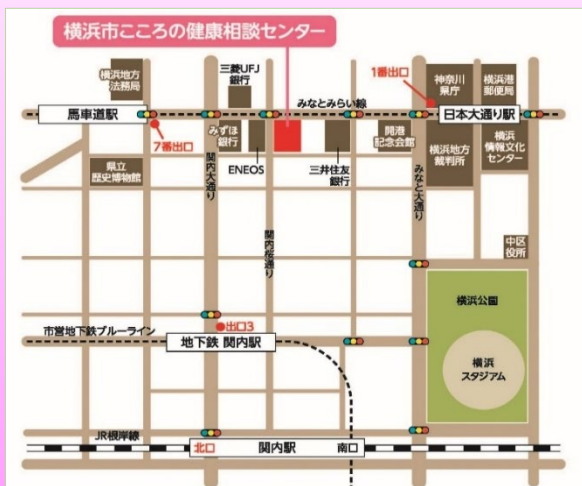 横浜市こころの健康相談センター
横浜地方
法務局
三菱UFJ
銀行
1番出口
神奈川
県庁
横浜港
郵便局
みなとみらい線
馬車道駅
日本大通り駅
7番出口
みずほ
銀行
開港
記念会館
横浜地方
裁判所
横浜
情報文化
センター
県立
歴史博物館
関内大通り
ENEOS
三井住友
銀行
みなと大通り
関内桜通り
中区
役所
横浜公園
市営地下鉄ブルーライン
出口3
地下鉄 関内駅
横浜
スタジアム
JR根岸線
北口
関内駅
南口